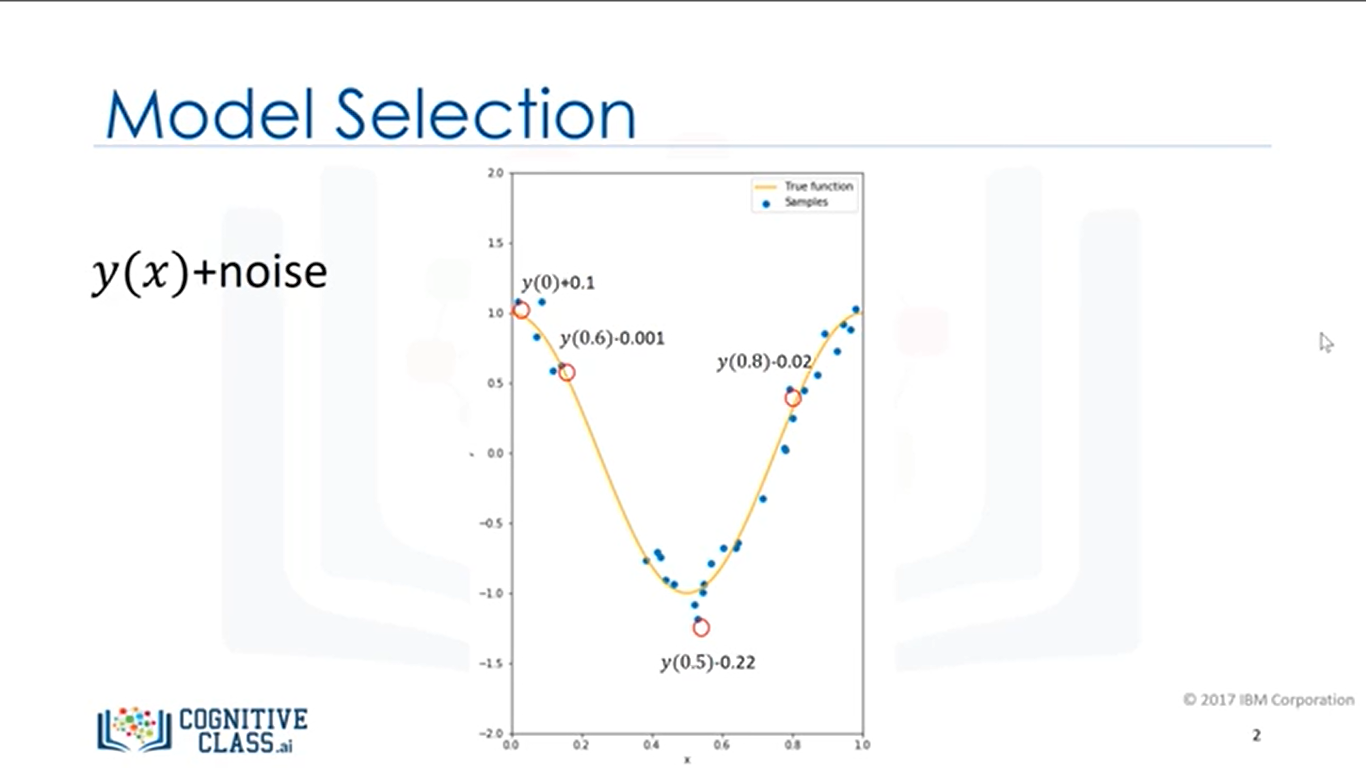 Model Selection
y(x)+noise
2.0
1.5
1.0
0.5
0.0
−0.5
−1.0
−1.5
−2.0
True function
Samples
y(0)+0.1
y(0.6)-0.001
y(0.8)-0.02
y(0.5)-0.22
0.0 0.2 0.4 0.6 0.8 1.0
x
COGNITIVE
CLASS.ai
© 2017 IBM Corporation
2